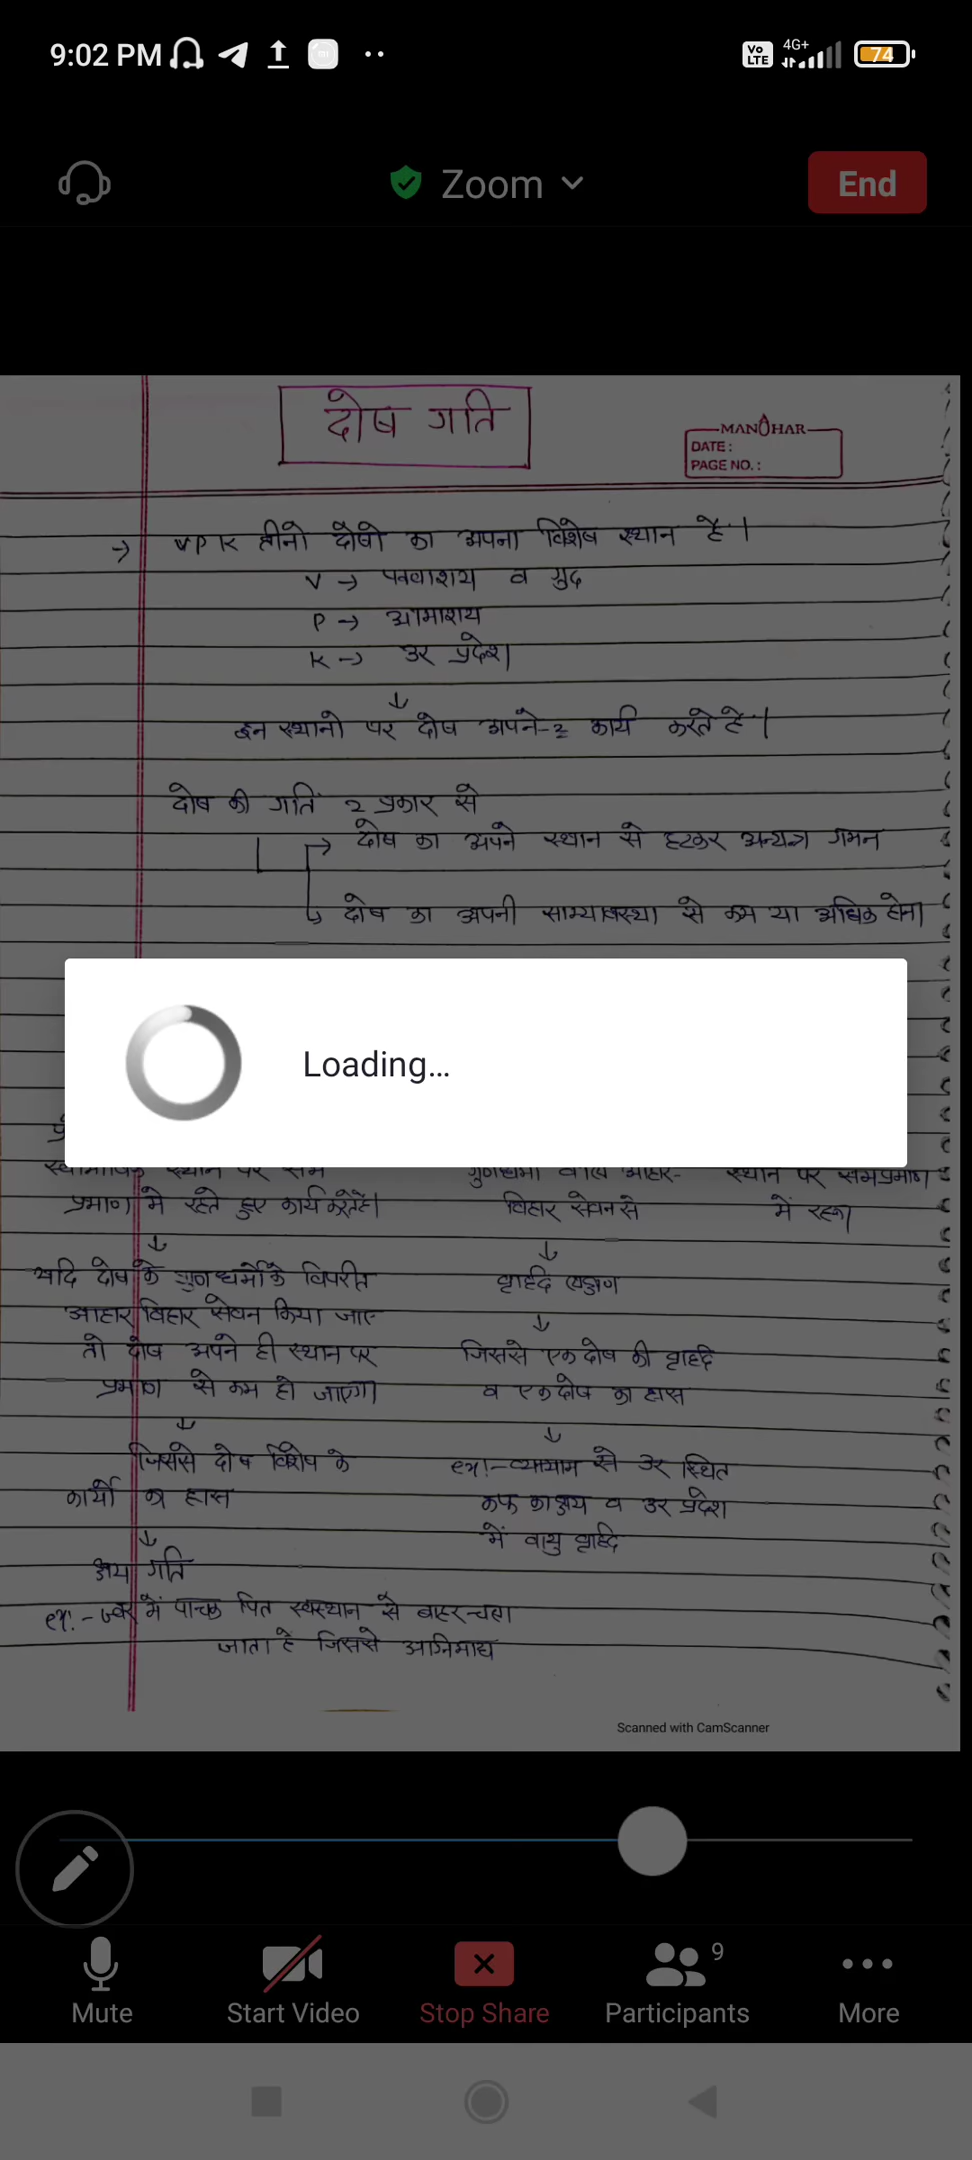 9:02 PM
Vo LTE
4G+
74
Zoom
End
दोष गति
MANOHAR
DATE :
PAGE NO. :
→ VPK तीनो दोषो का अपना विशेष स्थान है।
V → पक्वाशय व गुद
P → आमाशय
K → उर प्रदेश।
↓
इन स्थानो पर दोष अपने-2 कार्य करते है।
दोष की गति 2 प्रकार से
→ दोष का अपने स्थान से हटकर अन्यत्र गमन
↳ दोष का अपनी साम्यावस्था से कम या अधिक होना
Loading...
स्थान पर सम
गुणधर्मो वाले आहार- स्थान पर समप्रमाण
प्रमाण मे रहते हुए कार्य करते है।
विहार सेवन से
में रहना
↓
↓
यदि दोष के गुणधर्मो के विपरीत
आहार विहार सेवन किया जाए
तो दोष अपने ही स्थान पर
प्रमाण से कम हो जाएगा
↓
जिससे दोष विशेष के
कार्यो का हास
↓
क्षय गति
वृद्धि लक्षण
↓
जिससे एक दोष की वृद्धि
व एक दोष का हास
↓
ex:- व्यायाम से उर स्थित
कफ का क्षय व उर प्रदेश
में वायु वृद्धि
ex:- ज्वर में पाचक पित स्वस्थान से बाहर चला
जाता है जिससे अग्निमांद्य
Scanned with CamScanner
Mute
Start Video
Stop Share
Participants
9
More